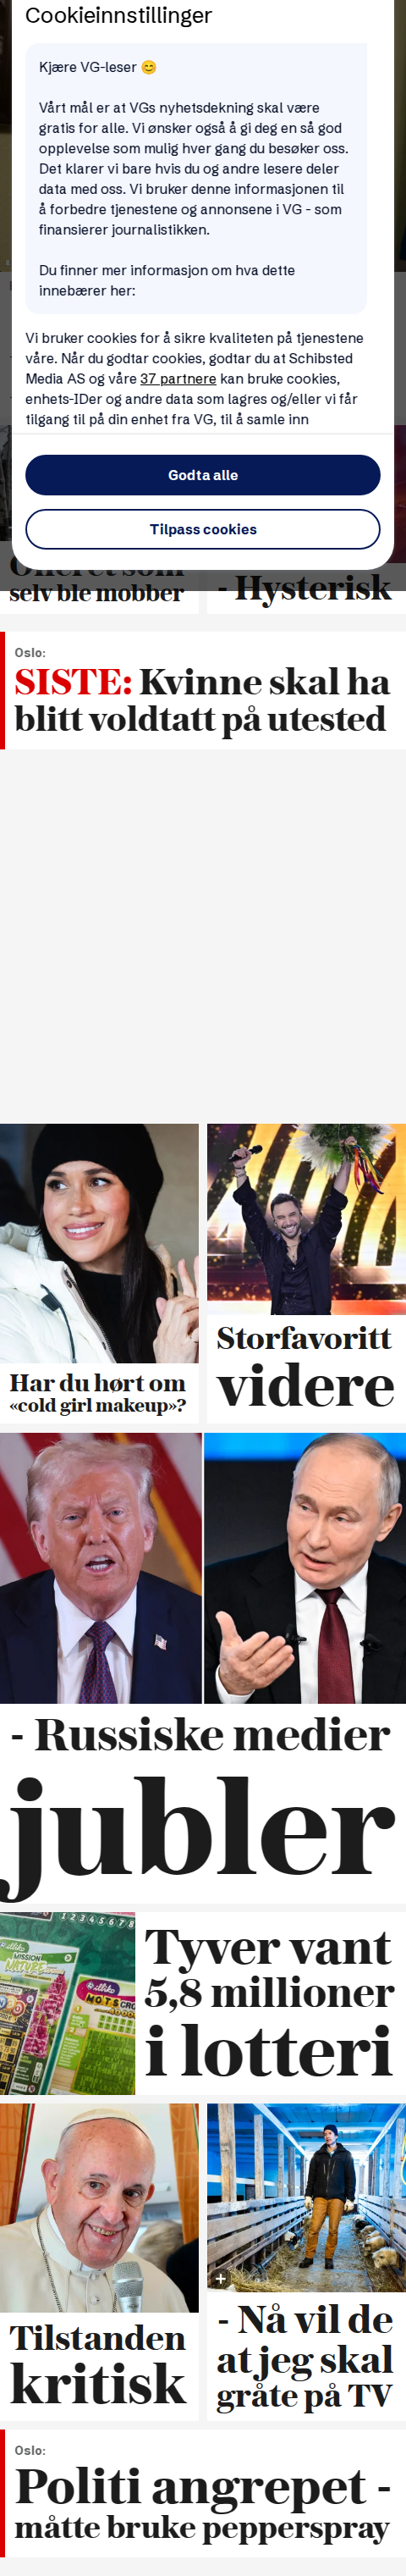 Cookieinnstillinger
Kjære VG-leser 😊
Vårt mål er at VGs nyhetsdekning skal være
gratis for alle. Vi ønsker også å gi deg en så god
opplevelse som mulig hver gang du besøker oss.
Det klarer vi bare hvis du og andre lesere deler
data med oss. Vi bruker denne informasjonen til
å forbedre tjenestene og annonsene i VG - som
finansierer journalistikken.
Du finner mer informasjon om hva dette
innebærer her:
Vi bruker cookies for å sikre kvaliteten på tjenestene
våre. Når du godtar cookies, godtar du at Schibsted
Media AS og våre 37 partnere kan bruke cookies,
enhets-IDer og andre data som lagres og/eller vi får
tilgang til på din enhet fra VG, til å samle inn
Godta alle
Tilpass cookies
selv ble mobber
- Hysterisk
Oslo:
SISTE: Kvinne skal ha
blitt voldtatt på utested
Har du hørt om
«cold girl makeup»?
Storfavoritt
videre
- Russiske medier
jubler
Tyver vant
5,8 millioner
i lotteri
Tilstanden
kritisk
- Nå vil de
at jeg skal
gråte på TV
Oslo:
Politi angrepet -
måtte bruke pepperspray